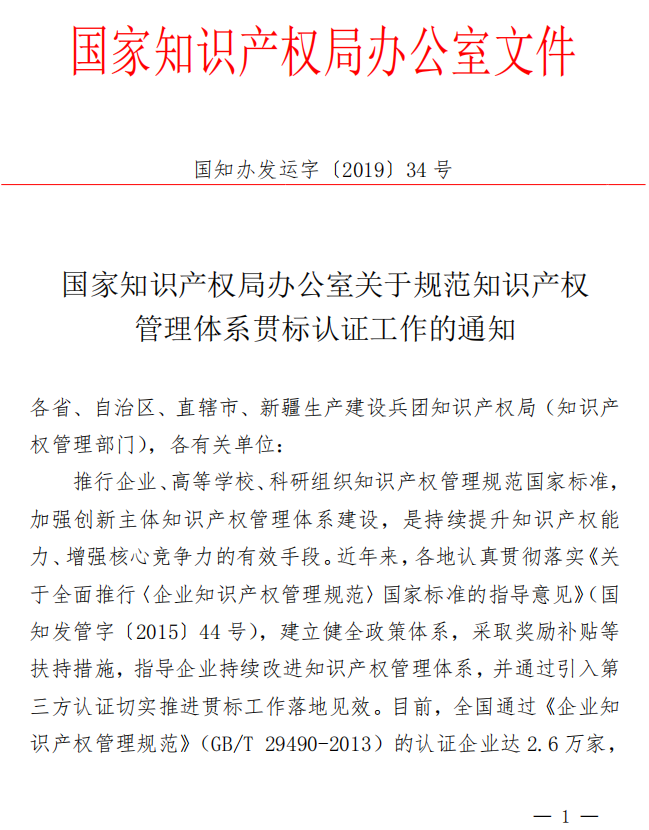 国家知识产权局办公室文件
国知办发运字〔2019〕34 号
国家知识产权局办公室关于规范知识产权
管理体系贯标认证工作的通知
各省、自治区、直辖市、新疆生产建设兵团知识产权局（知识产
权管理部门），各有关单位：
推行企业、高等学校、科研组织知识产权管理规范国家标准，
加强创新主体知识产权管理体系建设，是持续提升知识产权能
力、增强核心竞争力的有效手段。近年来，各地认真贯彻落实《关
于全面推行〈企业知识产权管理规范〉国家标准的指导意见》（国
知发管字〔2015〕44 号），建立健全政策体系，采取奖励补贴等
扶持措施，指导企业持续改进知识产权管理体系，并通过引入第
三方认证切实推进贯标工作落地见效。目前，全国通过《企业知
识产权管理规范》（GB/T 29490-2013）的认证企业达 2.6 万家，
— 1 —